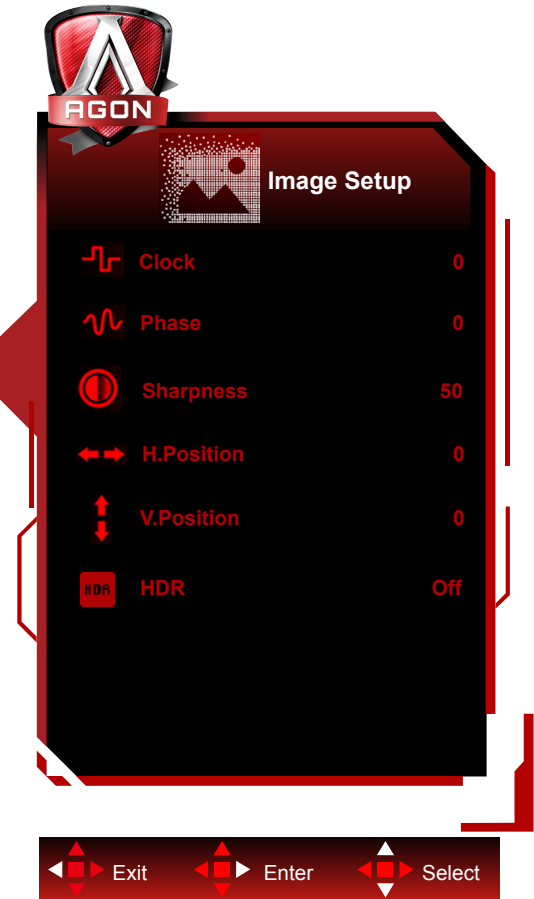 AGON
Image Setup
Clock 0
Phase 0
Sharpness 50
H.Position 0
V.Position 0
HDR HDR Off
Exit Enter Select